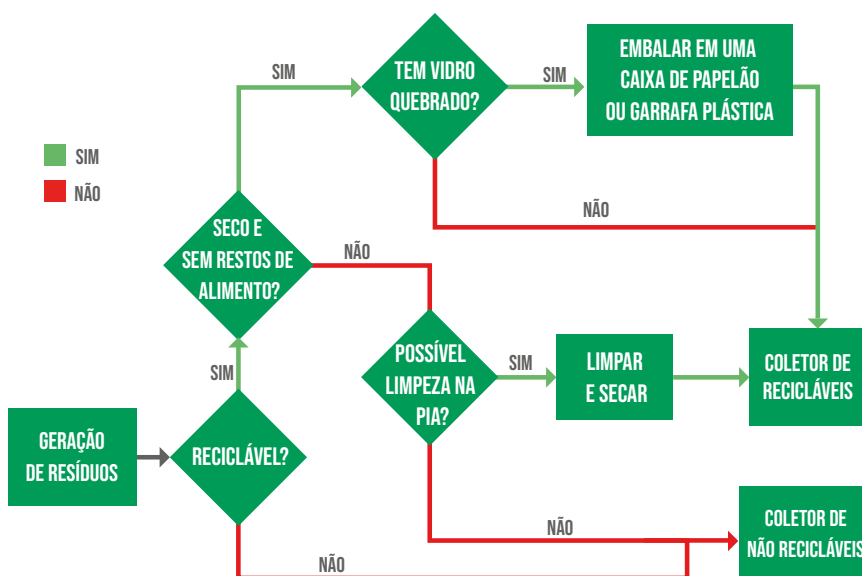 SIM
TEM VIDRO
QUEBRADO?
SIM
EMBALAR EM UMA
CAIXA DE PAPELÃO
OU GARRAFA PLÁSTICA
SIM
NÃO
NÃO
SECO E
SEM RESTOS DE
ALIMENTO?
NÃO
POSSÍVEL
LIMPEZA NA
PIA?
SIM
LIMPAR
E SECAR
COLETOR DE
RECICLÁVEIS
SIM
GERAÇÃO
DE RESÍDUOS
RECICLÁVEL?
NÃO
COLETOR DE
NÃO RECICLÁVEIS
NÃO